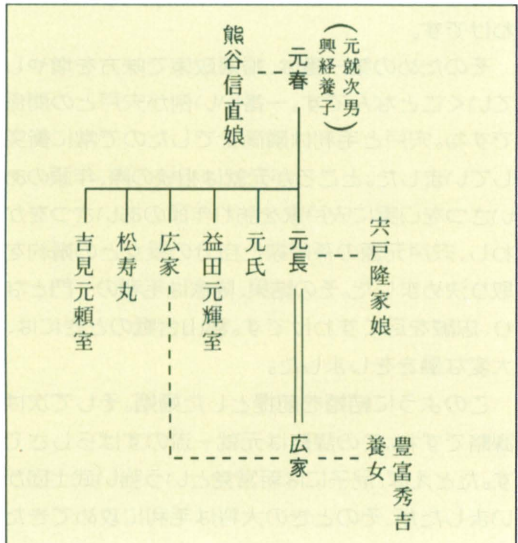 元春
(元就次男
興経養子)
熊谷信直娘
宍戸隆家娘
元長
元氏
益田元輝室
広家
松寿丸
吉見元頼室
広家
豊富秀吉
養女